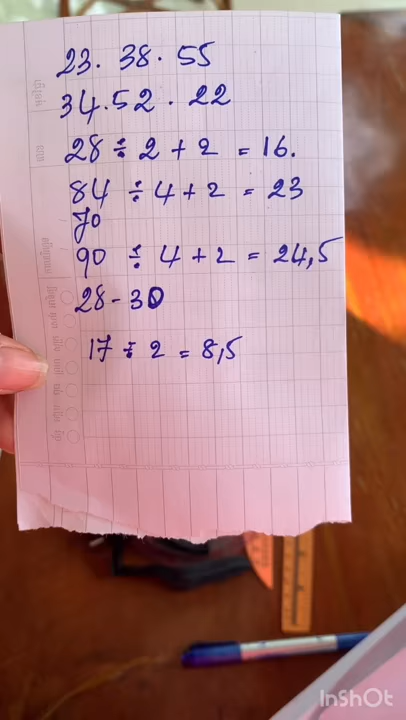 23. 38. 55
34.52. 22
28 ÷ 2 + 2 = 16.
84 ÷ 4 + 2 = 23
70
90 ÷ 4 + 2 = 24,5
28 - 30
17 ÷ 2 = 8,5
InShOt